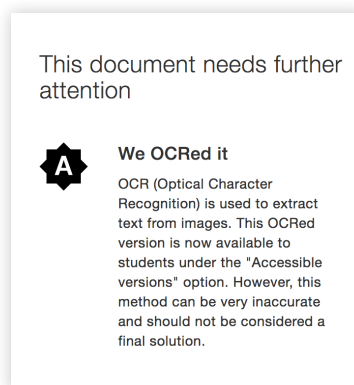 This document needs further
attention
A
We OCRed it
OCR (Optical Character
Recognition) is used to extract
text from images. This OCRed
version is now available to
students under the "Accessible
versions" option. However, this
method can be very inaccurate
and should not be considered a
final solution.